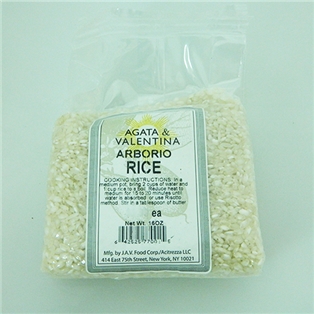 AGATA &
VALENTINA
ARBORIO
RICE
COOKING INSTRUCTIONS: In a
medium pot, bring 2 cups of water and
1 cup rice to a boil. Reduce heat to
medium for 15 to 20 minutes until
water is absorbed or use Risotto
method. Stir in a tablespoon of butter.
ea
Net Wt. 16OZ
Mfg. by J.A.V. Food Corp./Acitrezza LLC
414 East 75th Street, New York, NY 10021